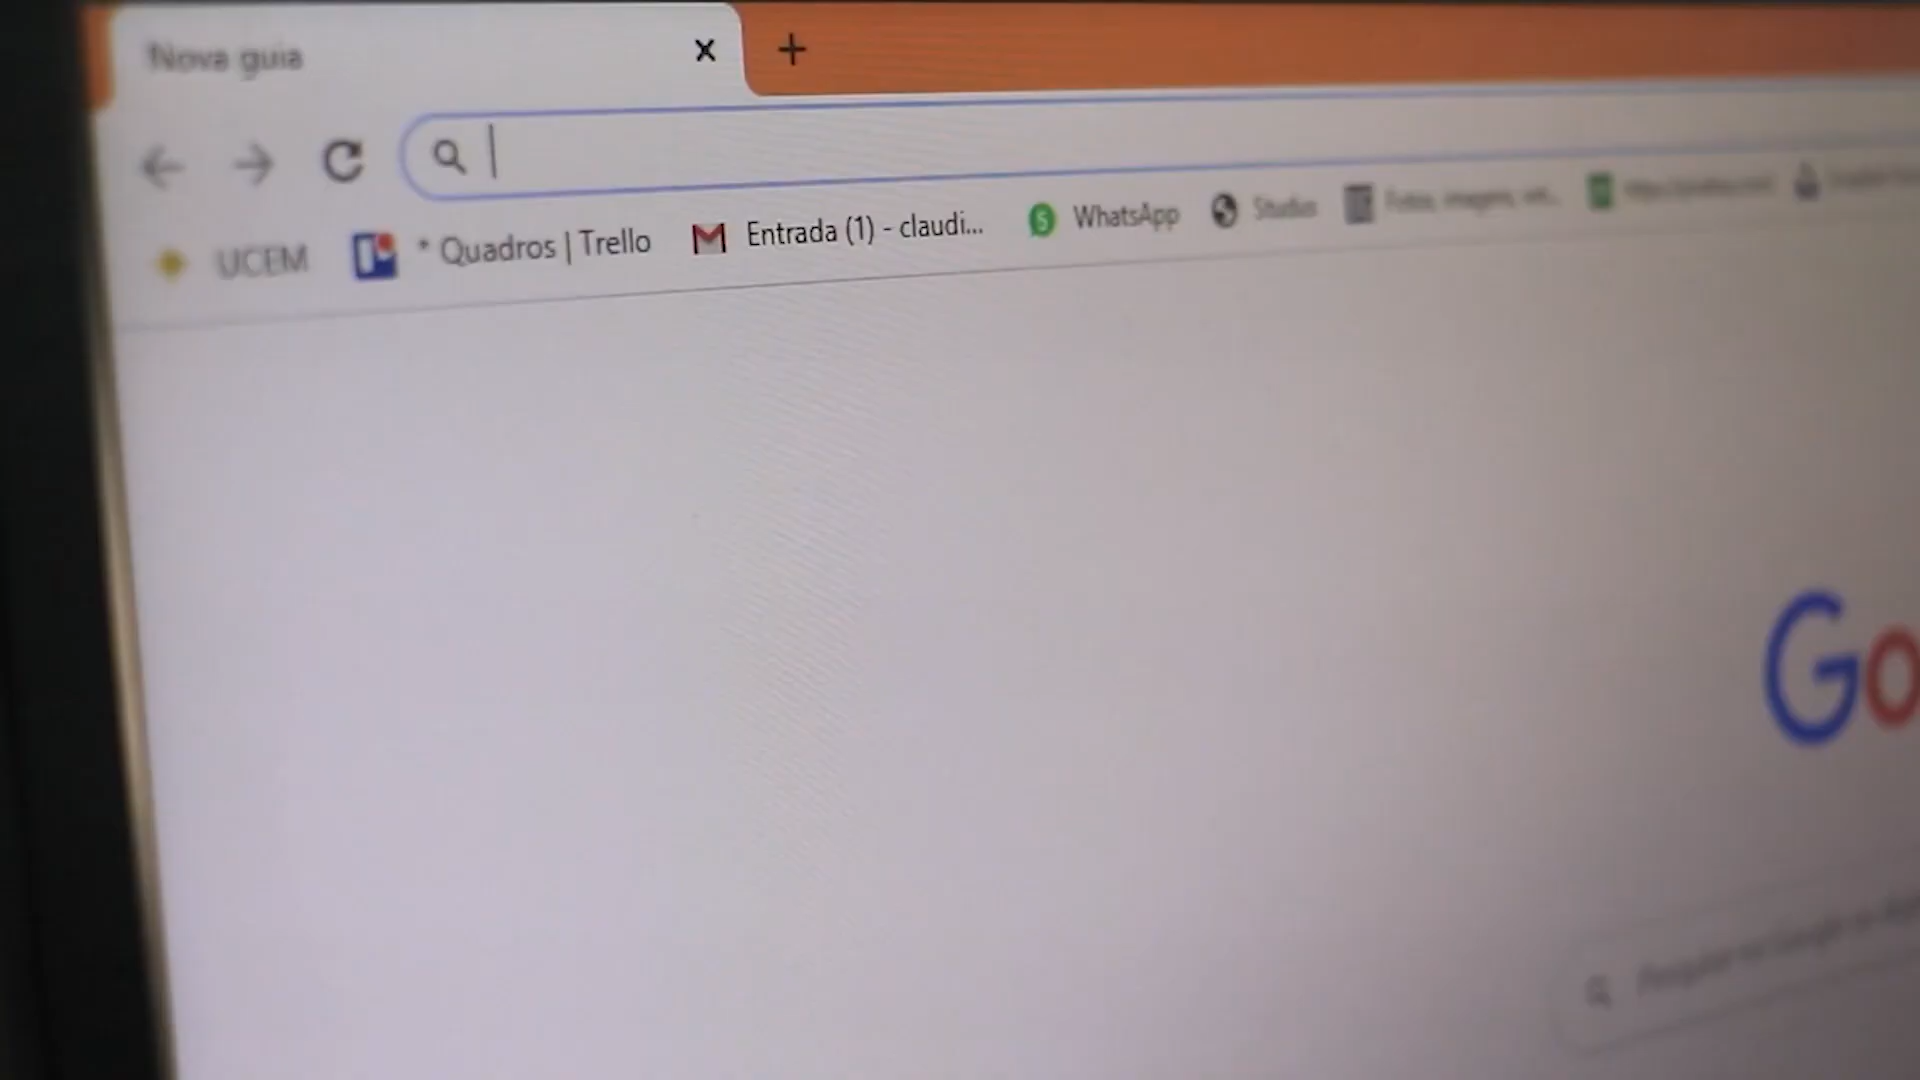 Nova guia
UCEM * Quadros | Trello Entrada (1) - claudi... WhatsApp Studio
Go